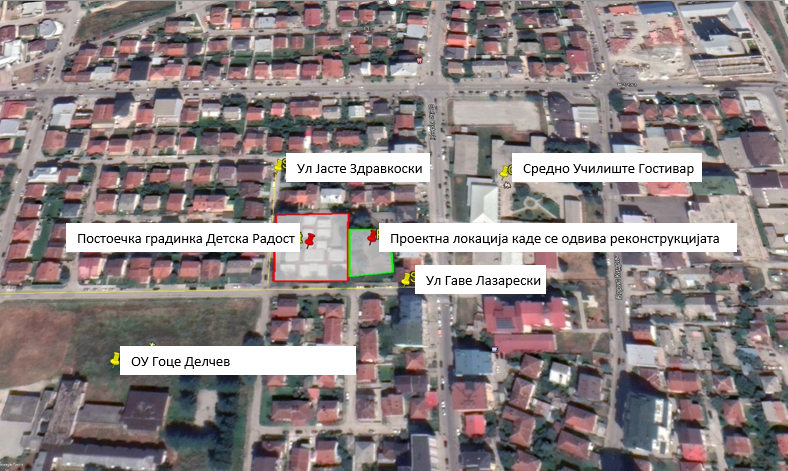 Ул Јасте Здравкоски
Средно Училиште Гостивар
Постоечка градинка Детска Радост
Проектна локација каде се одвива реконструкцијата
Ул Гаве Лазарески
ОУ Гоце Делчев